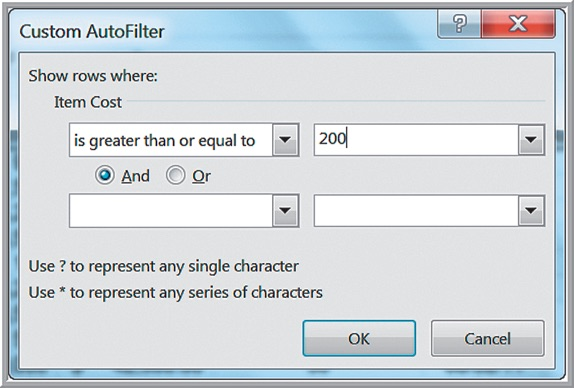 Custom AutoFilter
Show rows where:
Item Cost
is greater than or equal to 200
And Or
Use ? to represent any single character
Use * to represent any series of characters
OK Cancel